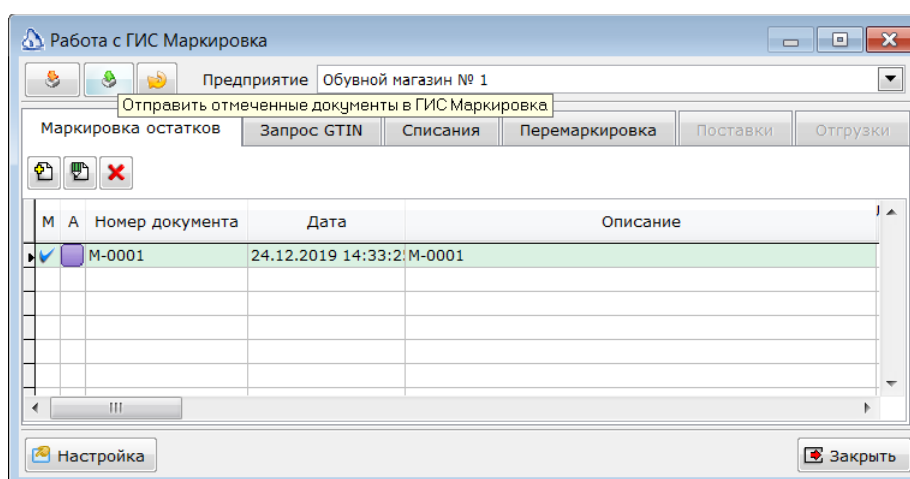 Работа с ГИС Маркировка
Предприятие Обувной магазин № 1
Отправить отмеченные документы в ГИС Маркировка
Маркировка остатков Запрос GTIN Списания Перемаркировка Поставки Отгрузки
М А Номер документа Дата Описание
М-0001 24.12.2019 14:33:2 М-0001
Настройка Закрыть